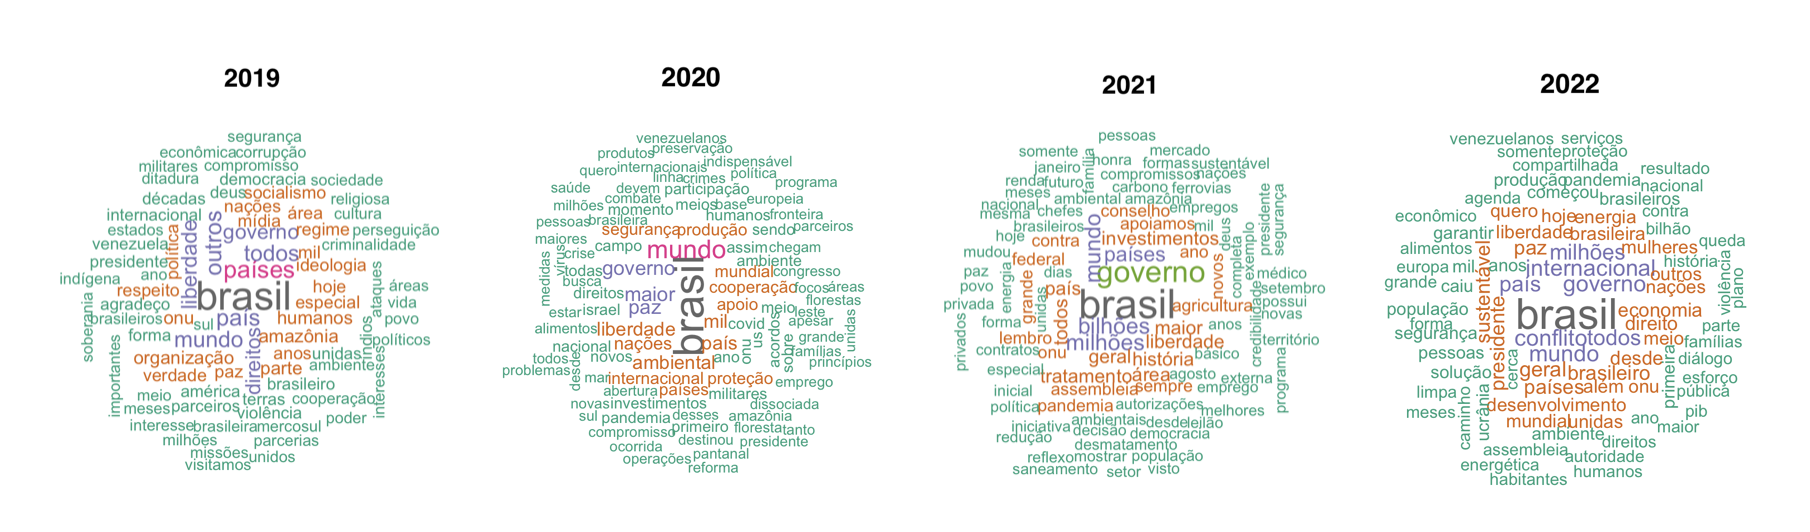 2019
segurança
econômica corrupção
militares compromisso
ditadura democracia sociedade
deus socialismo
décadas nações religiosa
internacional mídia área cultura
estados outros governo regime perseguição
venezuela política liberdade todos mil criminalidade
presidente países ideologia
indígena ano hoje ataques áreas
respeito brasil especial vida
soberania agradeço
brasileiros onu sul país humanos povo
forma mundo amazônia índios políticos
organização direitos anos unidas
verdade paz parte ambiente
importantes américa brasileiro interesses
meio terras cooperação
meses parceiros violência poder
interesse brasileira mercosul
milhões parcerias
missões unidos
visitamos
2020
venezuelanos
produtos preservação
internacionais indispensável
quero linha crimes política
saúde devem participação programa
combate
milhões momento meios base europeia
pessoas brasileira humanos fronteira
segurança produção sendo parceiros
maiores campo mundo assim chegam
vírus crise ambiente
medidas todas governo mundial congresso
busca brasil cooperação focos áreas
direitos maior apoio florestas
estar israel paz meio leste
alimentos liberdade mil covid apesar
nacional nações país us acordos grande unidas
novos ano onu sobre famílias
todos ambiental princípios
problemas desde mar internacional proteção emprego
abertura países militares
novas investimentos dissociada
sul pandemia desses amazônia
compromisso primeiro floresta tanto
ocorrida destinou presidente
operações pantanal
reforma
2021
pessoas
somente família honra mercado
janeiro formas sustentável
renda futuro compromissos nações
meses carbono ferrovias
nacional ambiental amazônia
mesma chefes conselho empregos
brasileiros mundo apoiamos mil deus presidente segurança
hoje contra investimentos
mudou federal países ano novos completa exemplo
paz energia dias governo médico
povo grande país setembro
privada unidas todos brasil agricultura possui
forma bilhões maior anos credibilidade novas
privados lembro milhões liberdade território
contratos onu geral história básico
especial tratamento área agosto externa programa
inicial assembleia sempre emprego
política pandemia autorizações melhores
iniciativa ambientais desde leilão
redução decisão democracia
desmatamento
reflexo mostrar população
saneamento setor visto
2022
venezuelanos serviços
somente proteção
compartilhada resultado
produção pandemia nacional
agenda começou brasileiros
econômico quero hoje energia contra
garantir liberdade brasileira bilhão
alimentos paz milhões mulheres queda
europa mil anos internacional história
grande caiu sustentável país governo outros violência
nações plano
população presidente brasil economia
forma direito parte
segurança conflito todos meio famílias
pessoas mundo desde diálogo
solução cerca geral brasileiro primeira esforço
limpa países além onu pública
meses caminho ucrânia desenvolvimento pib
mundial unidas ano maior
ambiente direitos
assembleia autoridade
energética humanos
habitantes